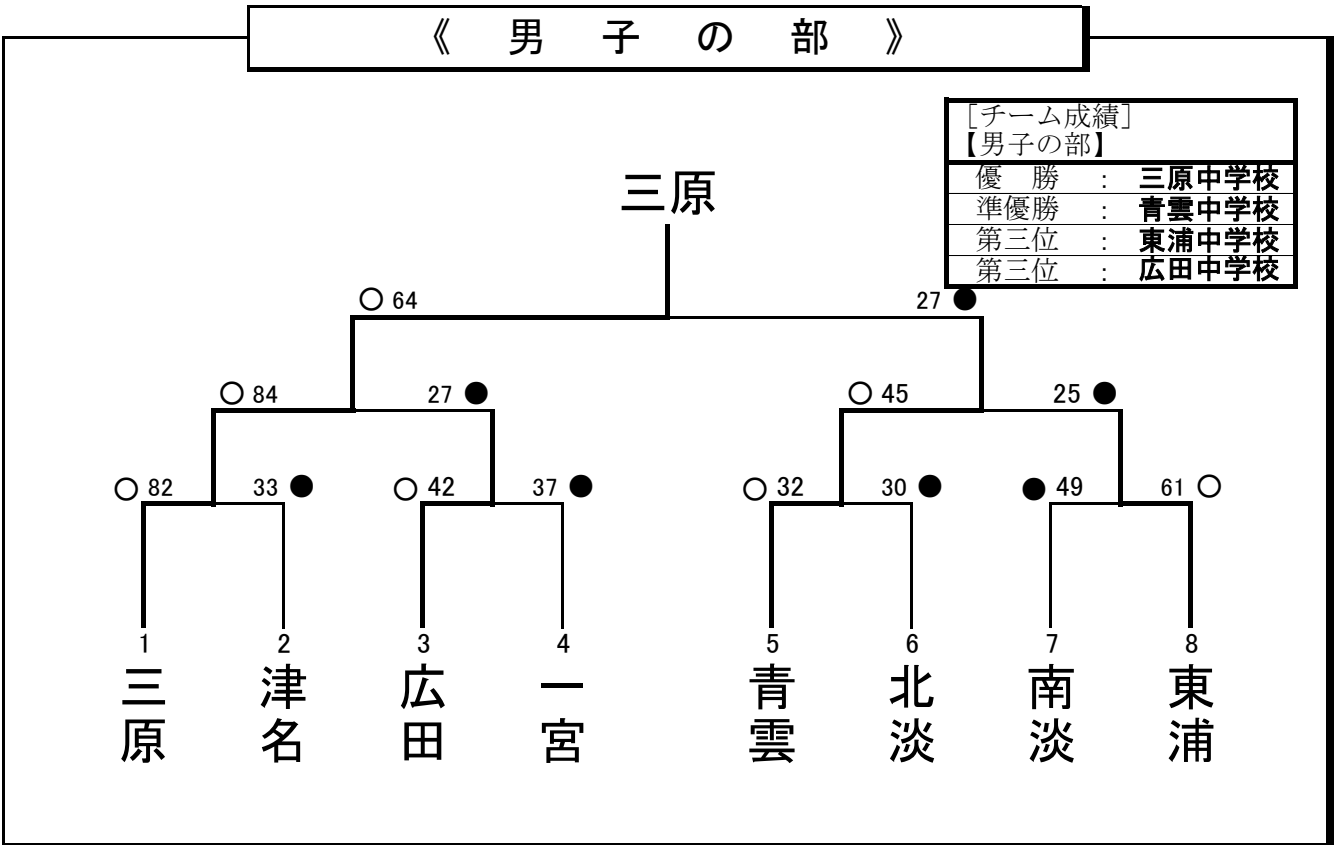 《 男 子 の 部 》
［チーム成績］
【男子の部】
優 勝 : 三原中学校
準優勝 : 青雲中学校
第三位 : 東浦中学校
第三位 : 広田中学校
三原
○ 64 27 ●
○ 84 27 ● ○ 45 25 ●
○ 82 33 ● ○ 42 37 ● ○ 32 30 ● ● 49 61 ○
1 2 3 4 5 6 7 8
三原 津名 広田 一宮 青雲 北淡 南淡 東浦